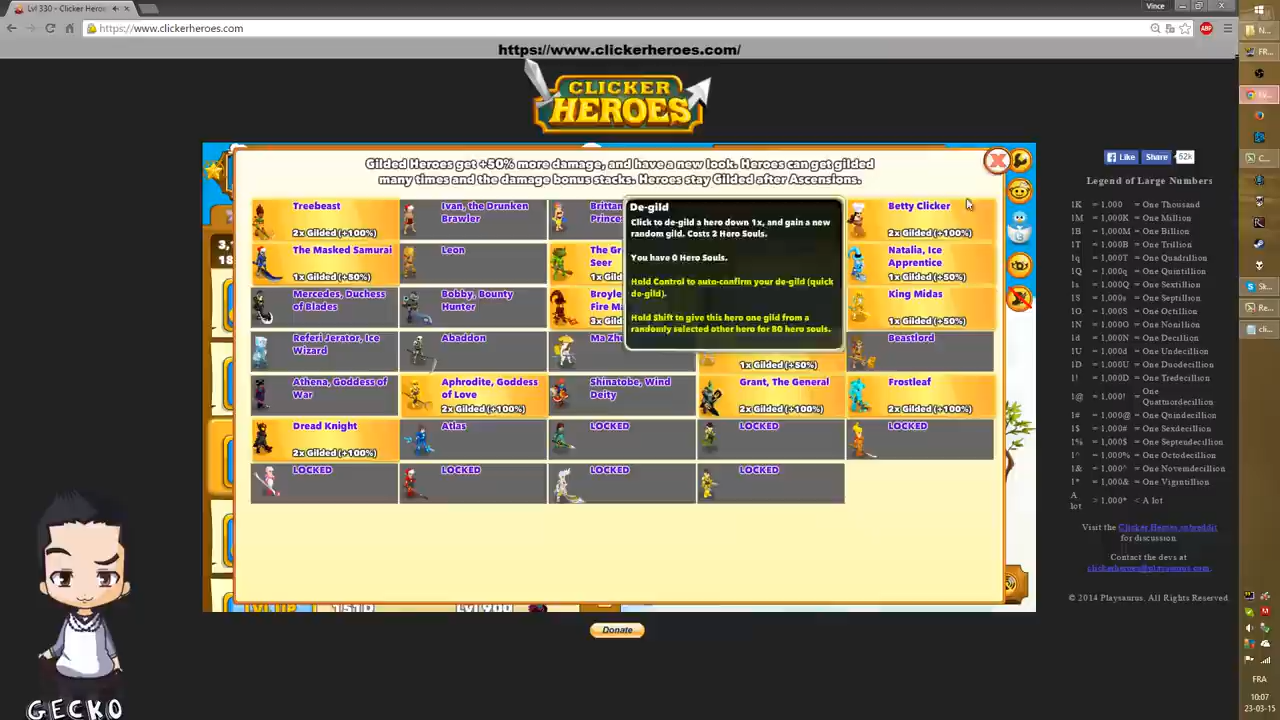 Lvl 330 - Clicker Heroes
Vince
https://www.clickerheroes.com
https://www.clickerheroes.com/
CLICKER
HEROES
Like Share 52k
Gilded Heroes get +50% more damage, and have a new look. Heroes can get gilded
many times and the damage bonus stacks. Heroes stay Gilded after Ascensions.
Treebeast
2x Gilded (+100%)
Ivan, the Drunken
Brawler
Betty Clicker
2x Gilded (+100%)
De-gild
Click to de-gild a hero down 1x, and gain a new
random gild. Costs 2 Hero Souls.
You have 0 Hero Souls.
Hold Control to auto-confirm your de-gild (quick
de-gild).
Hold Shift to give this hero one gild from a
randomly selected other hero for 80 hero souls.
The Masked Samurai
1x Gilded (+50%)
Leon
Natalia, Ice
Apprentice
1x Gilded (+50%)
Mercedes, Duchess
of Blades
Bobby, Bounty
Hunter
King Midas
1x Gilded (+50%)
Referi Jerator, Ice
Wizard
Abaddon
1x Gilded (+50%)
Beastlord
Athena, Goddess of
War
Aphrodite, Goddess
of Love
2x Gilded (+100%)
Shinatobe, Wind
Deity
Grant, The General
2x Gilded (+100%)
Frostleaf
2x Gilded (+100%)
Dread Knight
2x Gilded (+100%)
Atlas
LOCKED
LOCKED
LOCKED
LOCKED
LOCKED
LOCKED
LOCKED
LVL UP
Lvl 900
Donate
Legend of Large Numbers
1K = 1,000 = One Thousand
1M = 1,000K = One Million
1B = 1,000M = One Billion
1T = 1,000B = One Trillion
1q = 1,000T = One Quadrillion
1Q = 1,000q = One Quintillion
1s = 1,000Q = One Sextillion
1S = 1,000s = One Septillion
1O = 1,000S = One Octillion
1N = 1,000O = One Nonillion
1d = 1,000N = One Decillion
1U = 1,000d = One Undecillion
1D = 1,000U = One Duodecillion
1! = 1,000D = One Tredecillion
1@ = 1,000! = One
Quattuordecillion
1# = 1,000@ = One Quindecillion
1$ = 1,000# = One Sexdecillion
1% = 1,000$ = One Septendecillion
1^ = 1,000% = One Octodecillion
1& = 1,000^ = One Novemdecillion
1* = 1,000& = One Vigintillion
A
lot > 1,000* < A lot
Visit the Clicker Heroes subreddit
for discussion.
Contact the devs at
clickerheroes@playsaurus.com.
© 2014 Playsaurus. All Rights Reserved.
GECKO
FRA
10:07
23-03-15